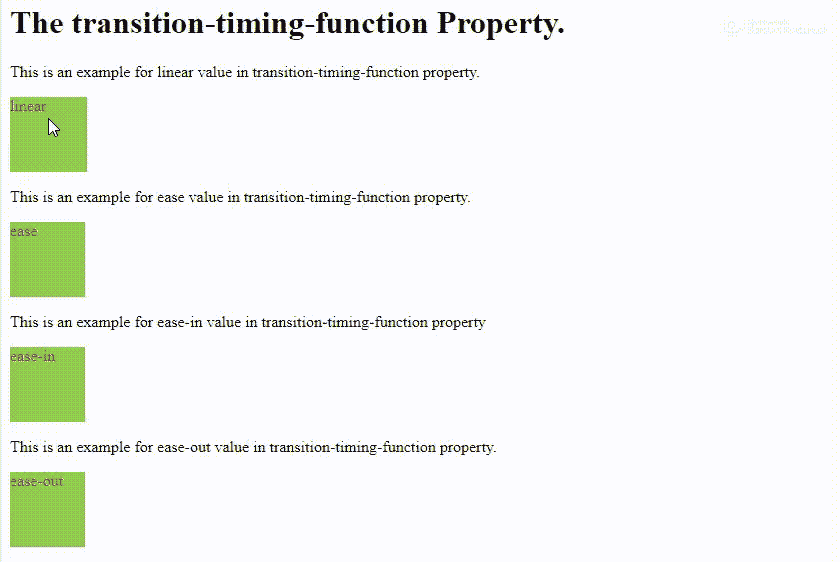 The transition-timing-function Property.
This is an example for linear value in transition-timing-function property.
linear
This is an example for ease value in transition-timing-function property.
ease
This is an example for ease-in value in transition-timing-function property
ease-in
This is an example for ease-out value in transition-timing-function property.
ease-out